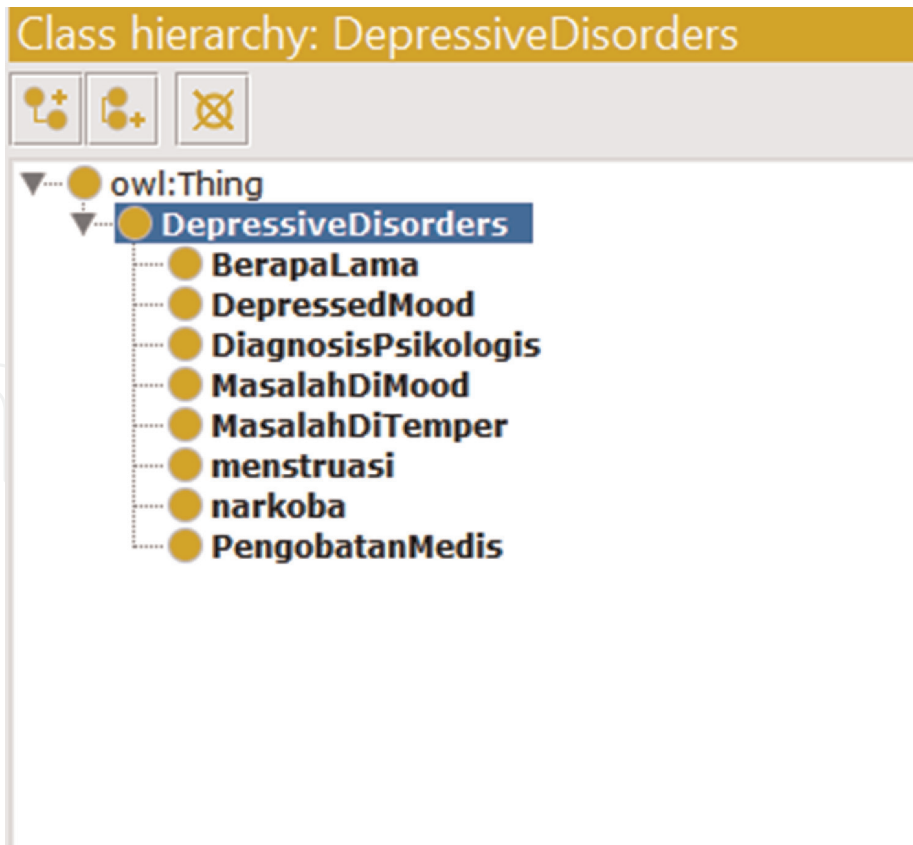 Class hierarchy: DepressiveDisorders
owl:Thing
DepressiveDisorders
BerapaLama
DepressedMood
DiagnosisPsikologis
MasalahDiMood
MasalahDiTemper
menstruasi
narkoba
PengobatanMedis